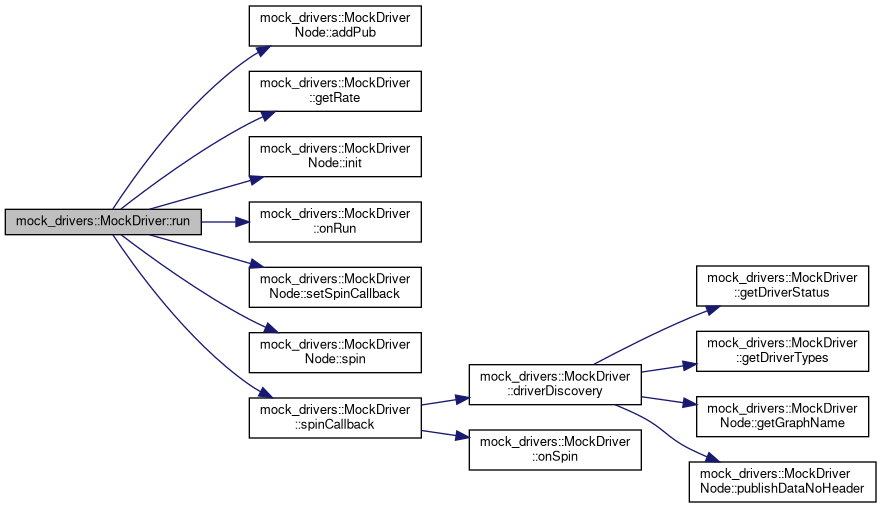 mock_drivers::MockDriver::run
mock_drivers::MockDriver
Node::addPub
mock_drivers::MockDriver
::getRate
mock_drivers::MockDriver
Node::init
mock_drivers::MockDriver
::onRun
mock_drivers::MockDriver
Node::setSpinCallback
mock_drivers::MockDriver
Node::spin
mock_drivers::MockDriver
::spinCallback
mock_drivers::MockDriver
::driverDiscovery
mock_drivers::MockDriver
::onSpin
mock_drivers::MockDriver
::getDriverStatus
mock_drivers::MockDriver
::getDriverTypes
mock_drivers::MockDriver
Node::getGraphName
mock_drivers::MockDriver
Node::publishDataNoHeader